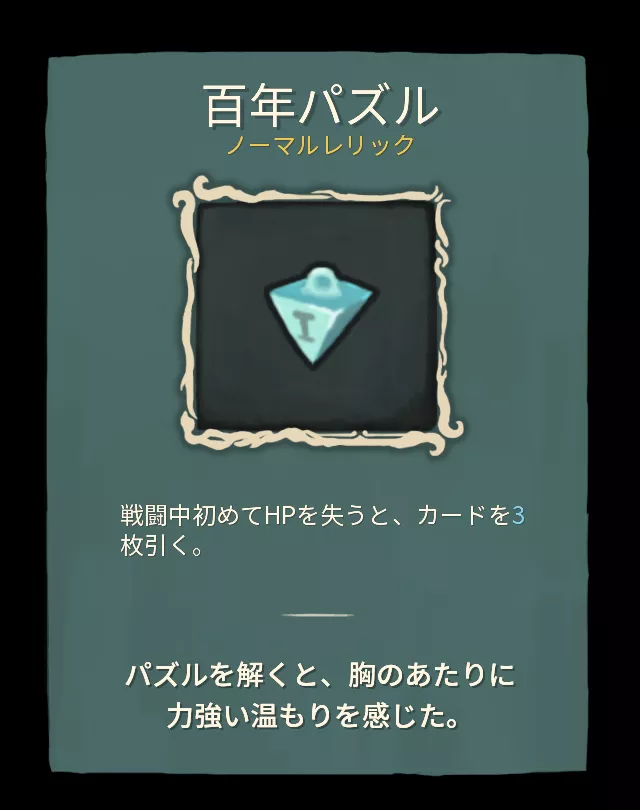 百年パズル
ノーマルレリック
I
戦闘中初めてHPを失うと、カードを3
枚引く。
パズルを解くと、胸のあたりに
力強い温もりを感じた。